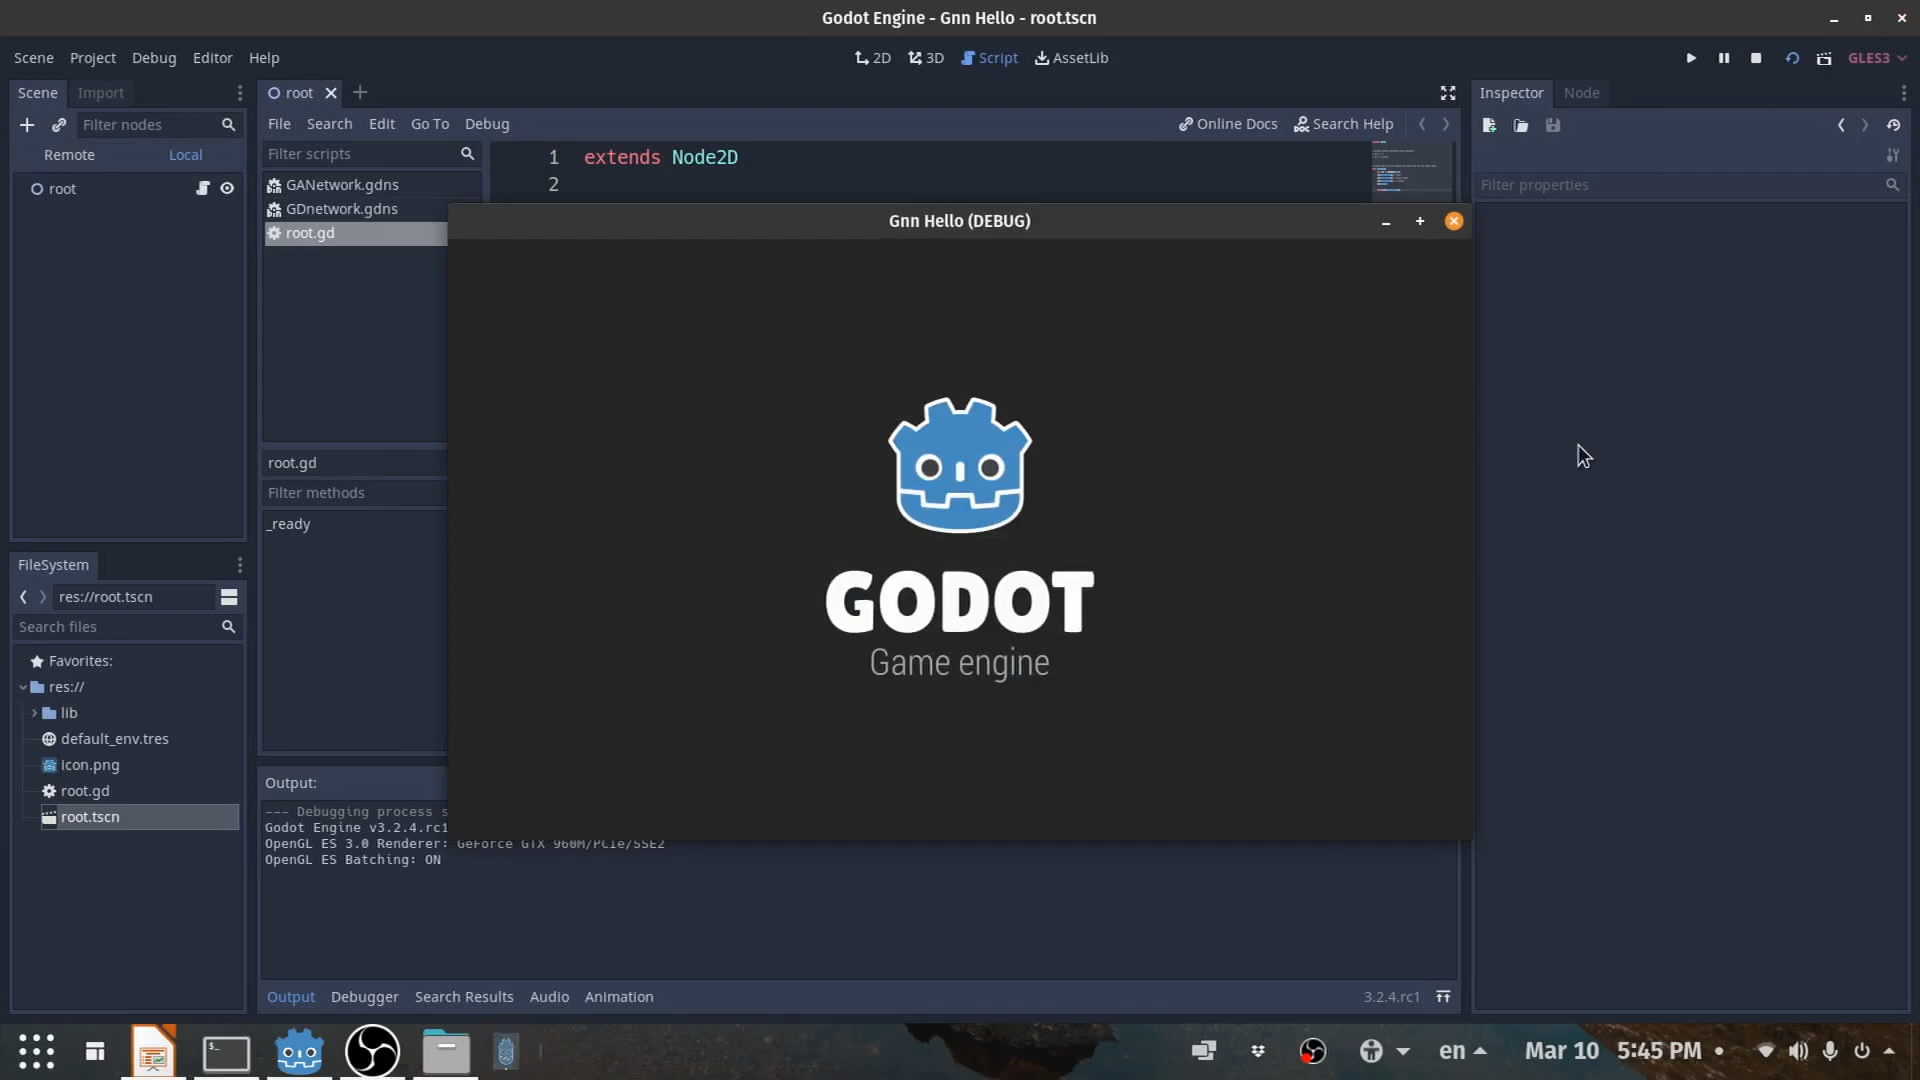 Godot Engine - Gnn Hello - root.tscn
Scene Project Debug Editor Help
2D 3D Script AssetLib
GLES3
Scene Import
root
Inspector Node
Filter nodes
File Search Edit Go To Debug
Online Docs Search Help
Remote Local
Filter scripts
1 extends Node2D
2
root
GANetwork.gdns
GDnetwork.gdns
root.gd
Filter properties
Gnn Hello (DEBUG)
GODOT
Game engine
root.gd
Filter methods
_ready
FileSystem
res://root.tscn
Search files
Favorites:
res://
lib
default_env.tres
icon.png
root.gd
root.tscn
Output:
--- Debugging process s
Godot Engine v3.2.4.rc1
OpenGL ES 3.0 Renderer: GeForce GTX 960M/PCIe/SSE2
OpenGL ES Batching: ON
Output Debugger Search Results Audio Animation
3.2.4.rc1
en
Mar 10 5:45 PM